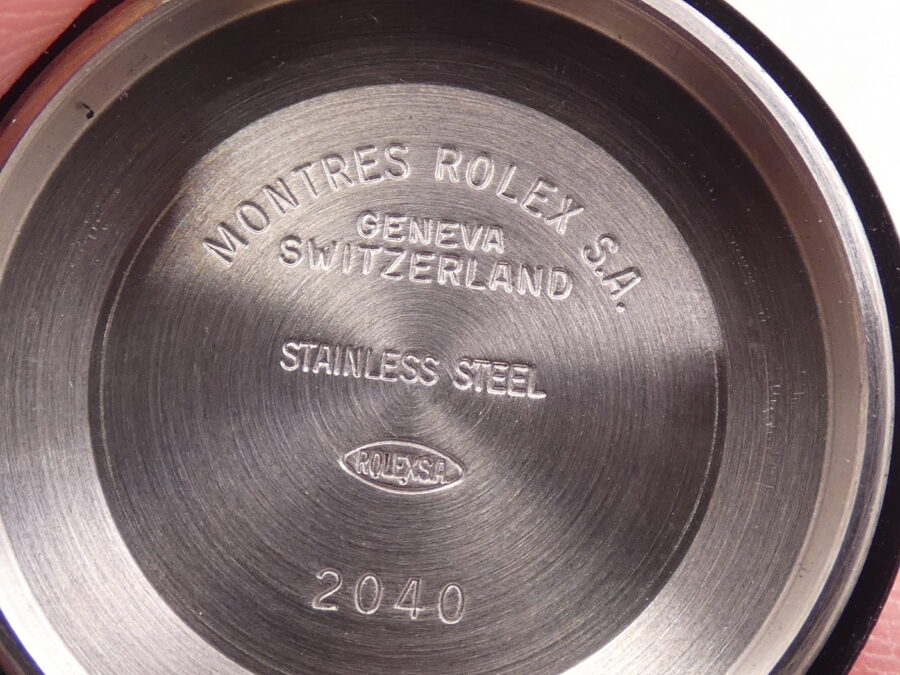 MONTRES ROLEX S.A.
GENEVA
SWITZERLAND
STAINLESS STEEL
ROLEX S.A.
2040